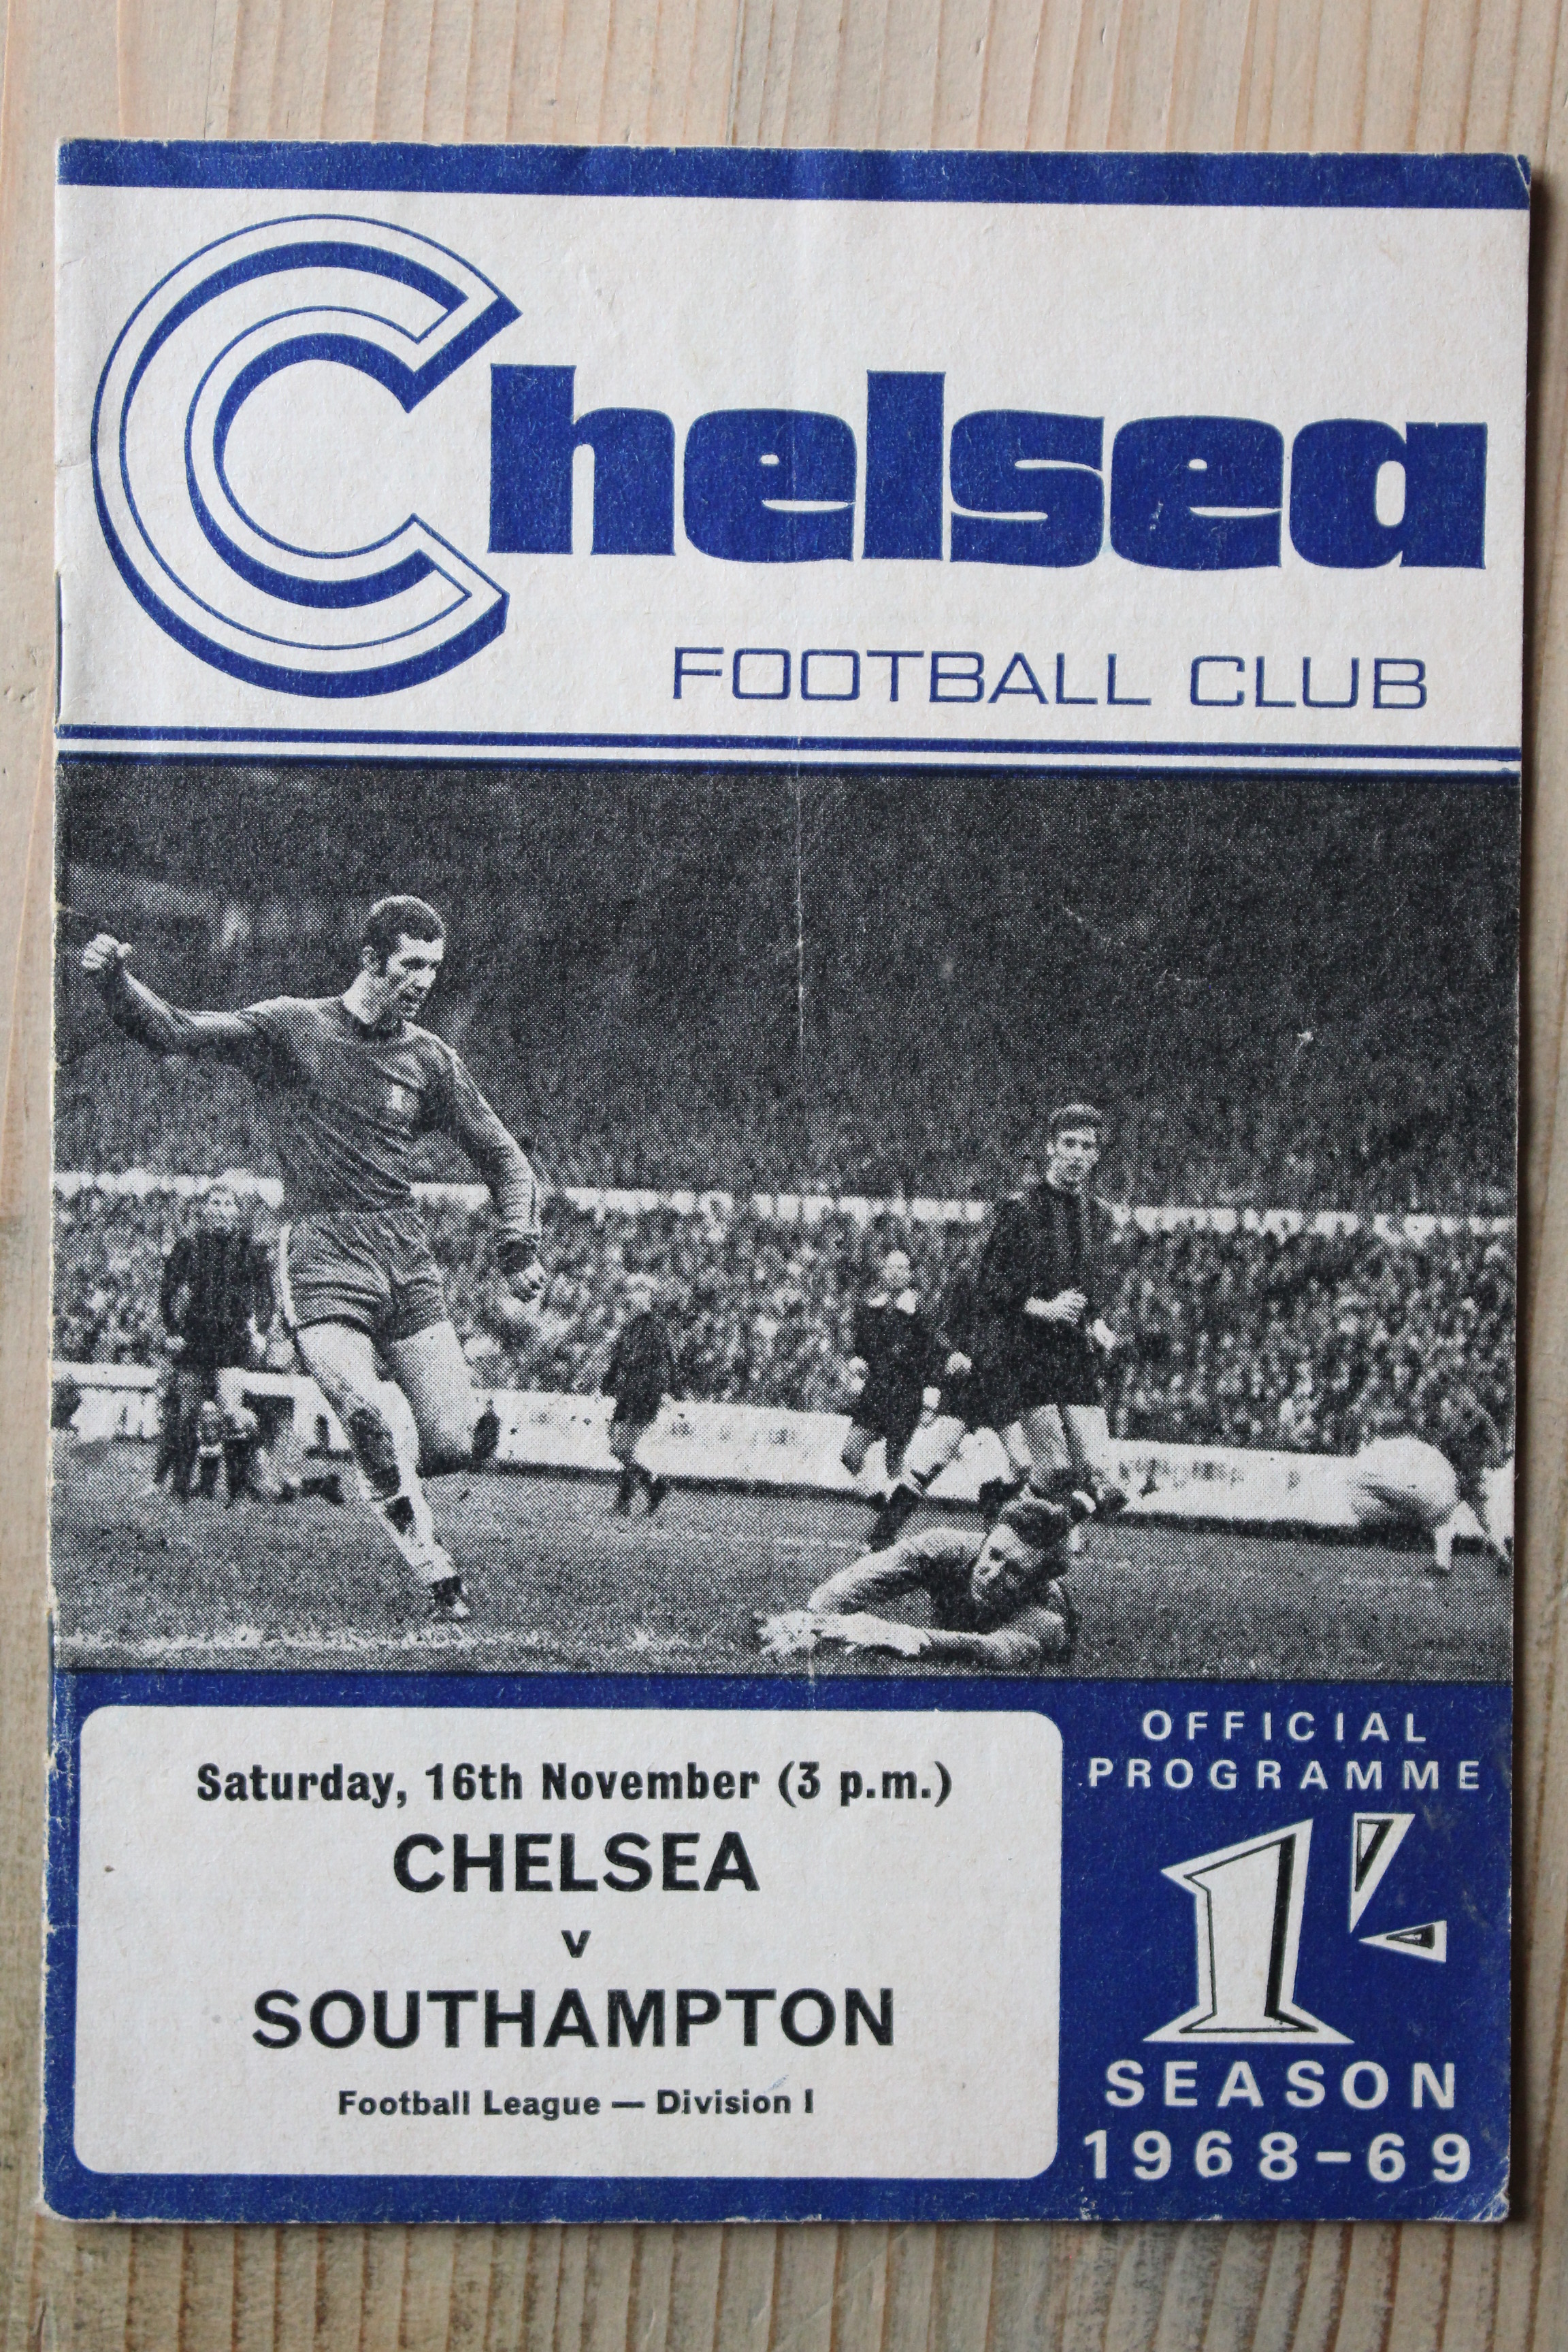 Chelsea
FOOTBALL CLUB
Saturday, 16th November (3 p.m.)
CHELSEA
v
SOUTHAMPTON
Football League — Division I
OFFICIAL
PROGRAMME
1/-
SEASON
1968-69